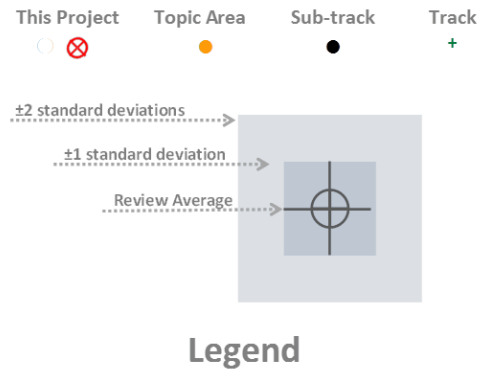 This Project Topic Area Sub-track Track
+
±2 standard deviations
±1 standard deviation
Review Average
Legend